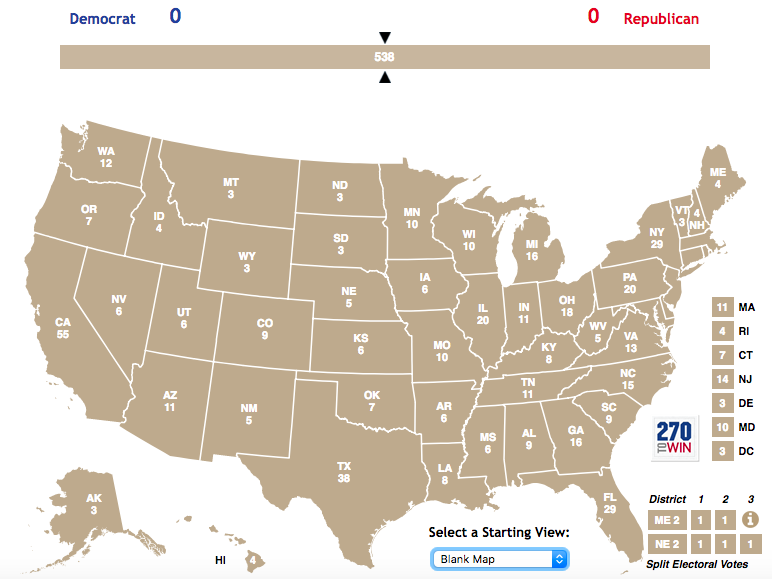 Democrat 0 0 Republican
538
WA
12
OR
7
CA
55
NV
6
ID
4
MT
3
WY
3
UT
6
AZ
11
CO
9
NM
5
ND
3
SD
3
NE
5
KS
6
OK
7
TX
38
MN
10
IA
6
MO
10
AR
6
LA
8
WI
10
IL
20
MI
16
IN
11
OH
18
KY
8
TN
11
MS
6
AL
9
GA
16
FL
29
SC
9
NC
15
VA
13
WV
5
PA
20
NY
29
VT
3
4
NH
ME
4
AK
3
HI 4
11 MA
4 RI
7 CT
14 NJ
3 DE
10 MD
3 DC
270
TO WIN
District 1 2 3
ME 2 1 1 i
NE 2 1 1 1
Split Electoral Votes
Select a Starting View:
Blank Map